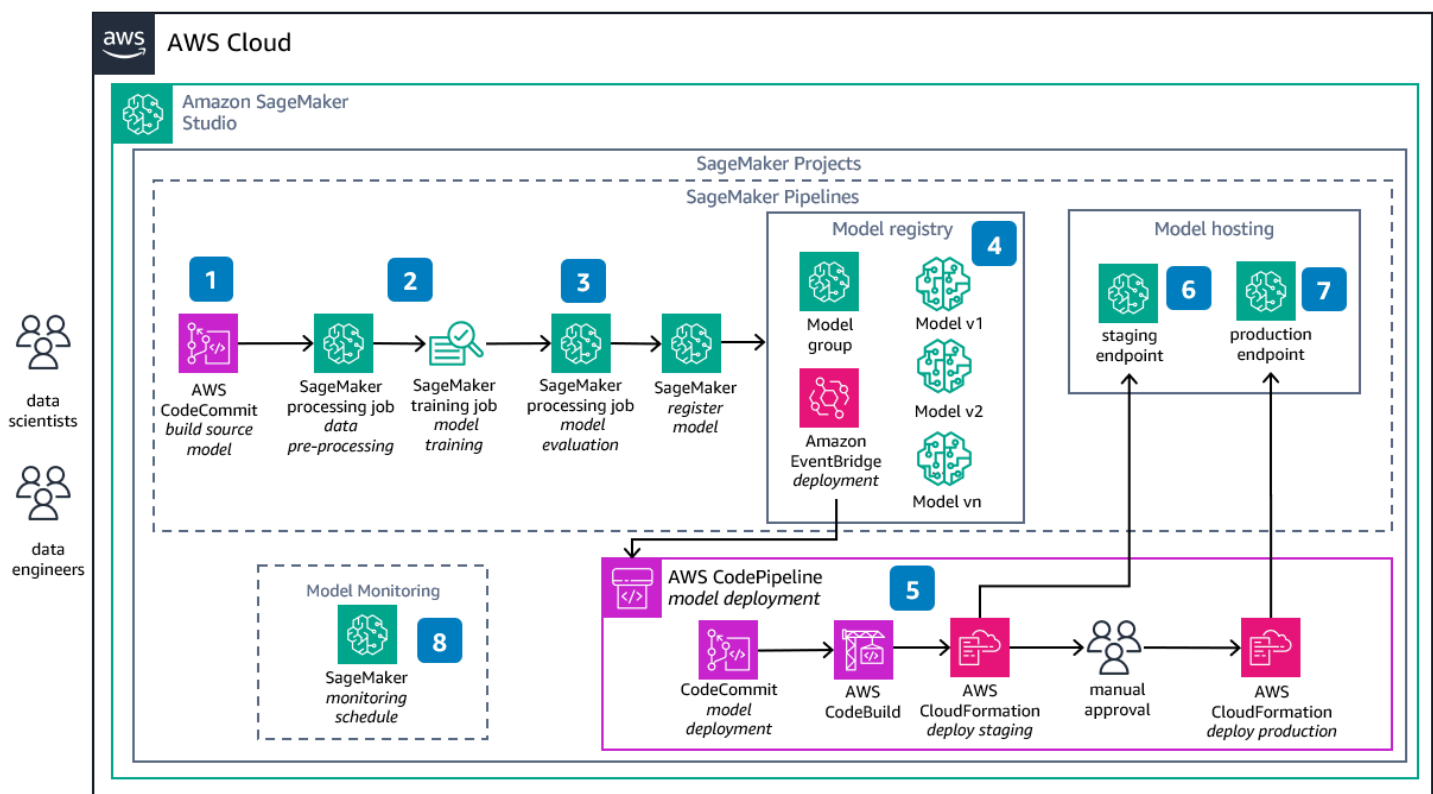 aws
AWS Cloud
Amazon SageMaker
Studio
SageMaker Projects
SageMaker Pipelines
Model registry
4
Model hosting
1
2
3
6
7
Model
group
Model v1
staging
endpoint
production
endpoint
data
scientists
AWS
CodeCommit
build source
model
SageMaker
processing job
data
pre-processing
SageMaker
training job
model
training
SageMaker
processing job
model
evaluation
SageMaker
register
model
Model v2
Amazon
EventBridge
deployment
Model vn
data
engineers
Model Monitoring
8
SageMaker
monitoring
schedule
AWS CodePipeline
model deployment
5
CodeCommit
model
deployment
AWS
CodeBuild
AWS
CloudFormation
deploy staging
manual
approval
AWS
CloudFormation
deploy production